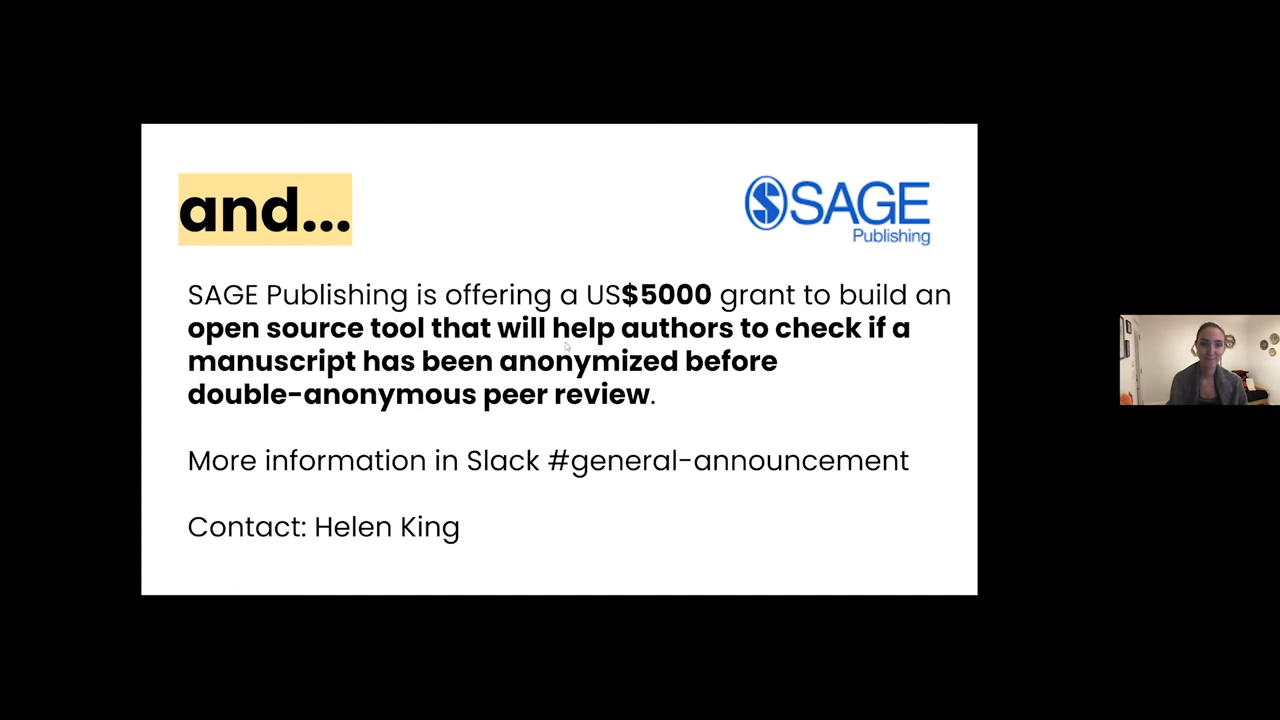 and...
SAGE
Publishing
SAGE Publishing is offering a US$5000 grant to build an
open source tool that will help authors to check if a
manuscript has been anonymized before
double-anonymous peer review.
More information in Slack #general-announcement
Contact: Helen King